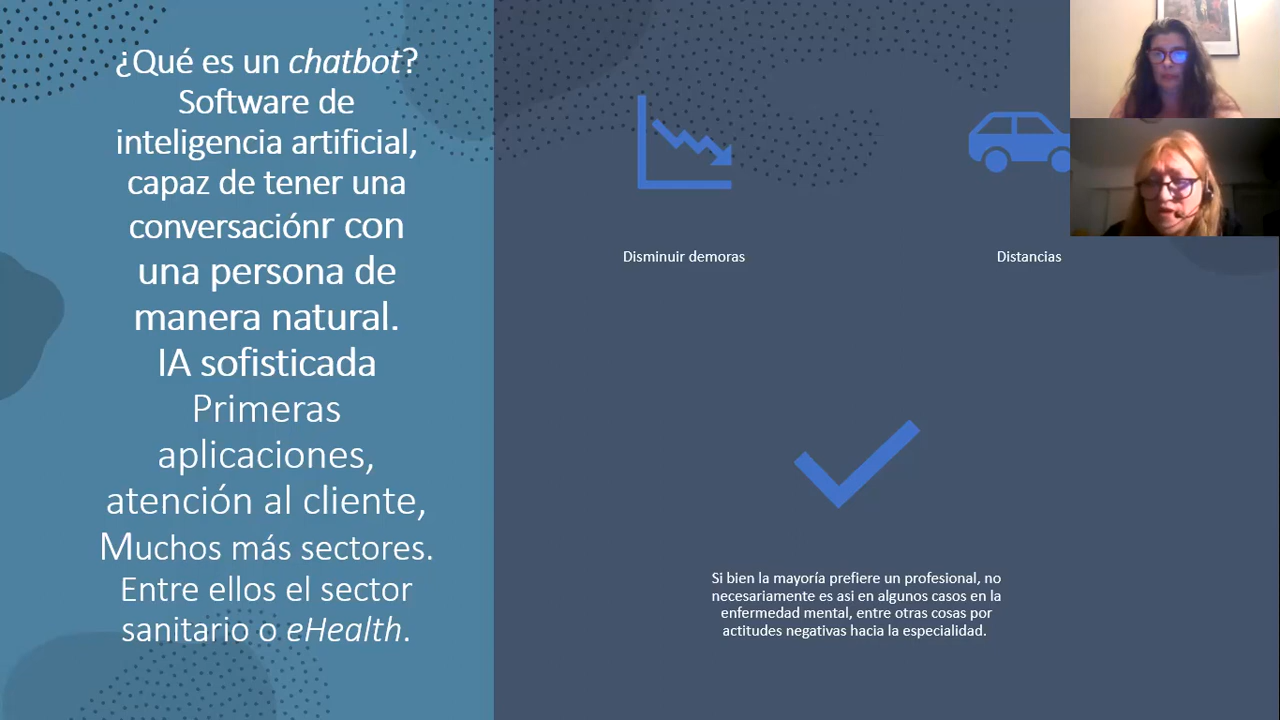 ¿Qué es un chatbot?
Software de
inteligencia artificial,
capaz de tener una
conversaciónr con
una persona de
manera natural.
IA sofisticada
Primeras
aplicaciones,
atención al cliente,
Muchos más sectores.
Entre ellos el sector
sanitario o eHealth.
Disminuir demoras
Distancias
Si bien la mayoría prefiere un profesional, no
necesariamente es asi en algunos casos en la
enfermedad mental, entre otras cosas por
actitudes negativas hacia la especialidad.